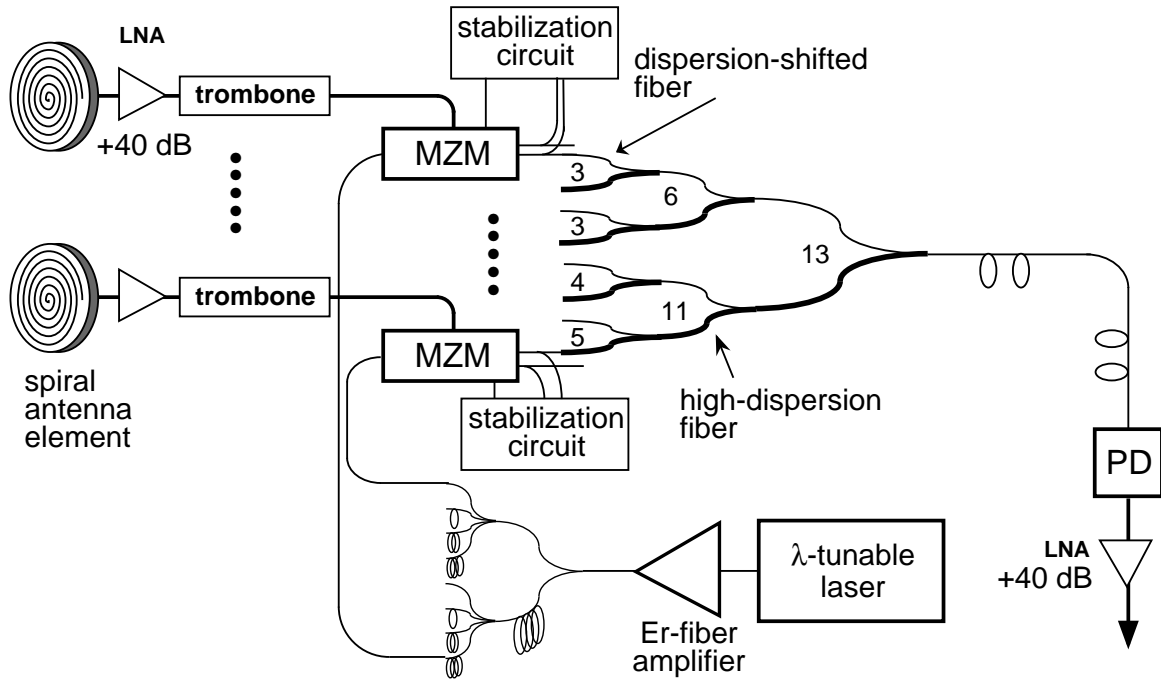 LNA
+40 dB
trombone
stabilization
circuit
dispersion-shifted
fiber
MZM
3
6
3
13
4
11
5
trombone
MZM
spiral
antenna
element
stabilization
circuit
high-dispersion
fiber
PD
LNA
+40 dB
λ-tunable
laser
Er-fiber
amplifier